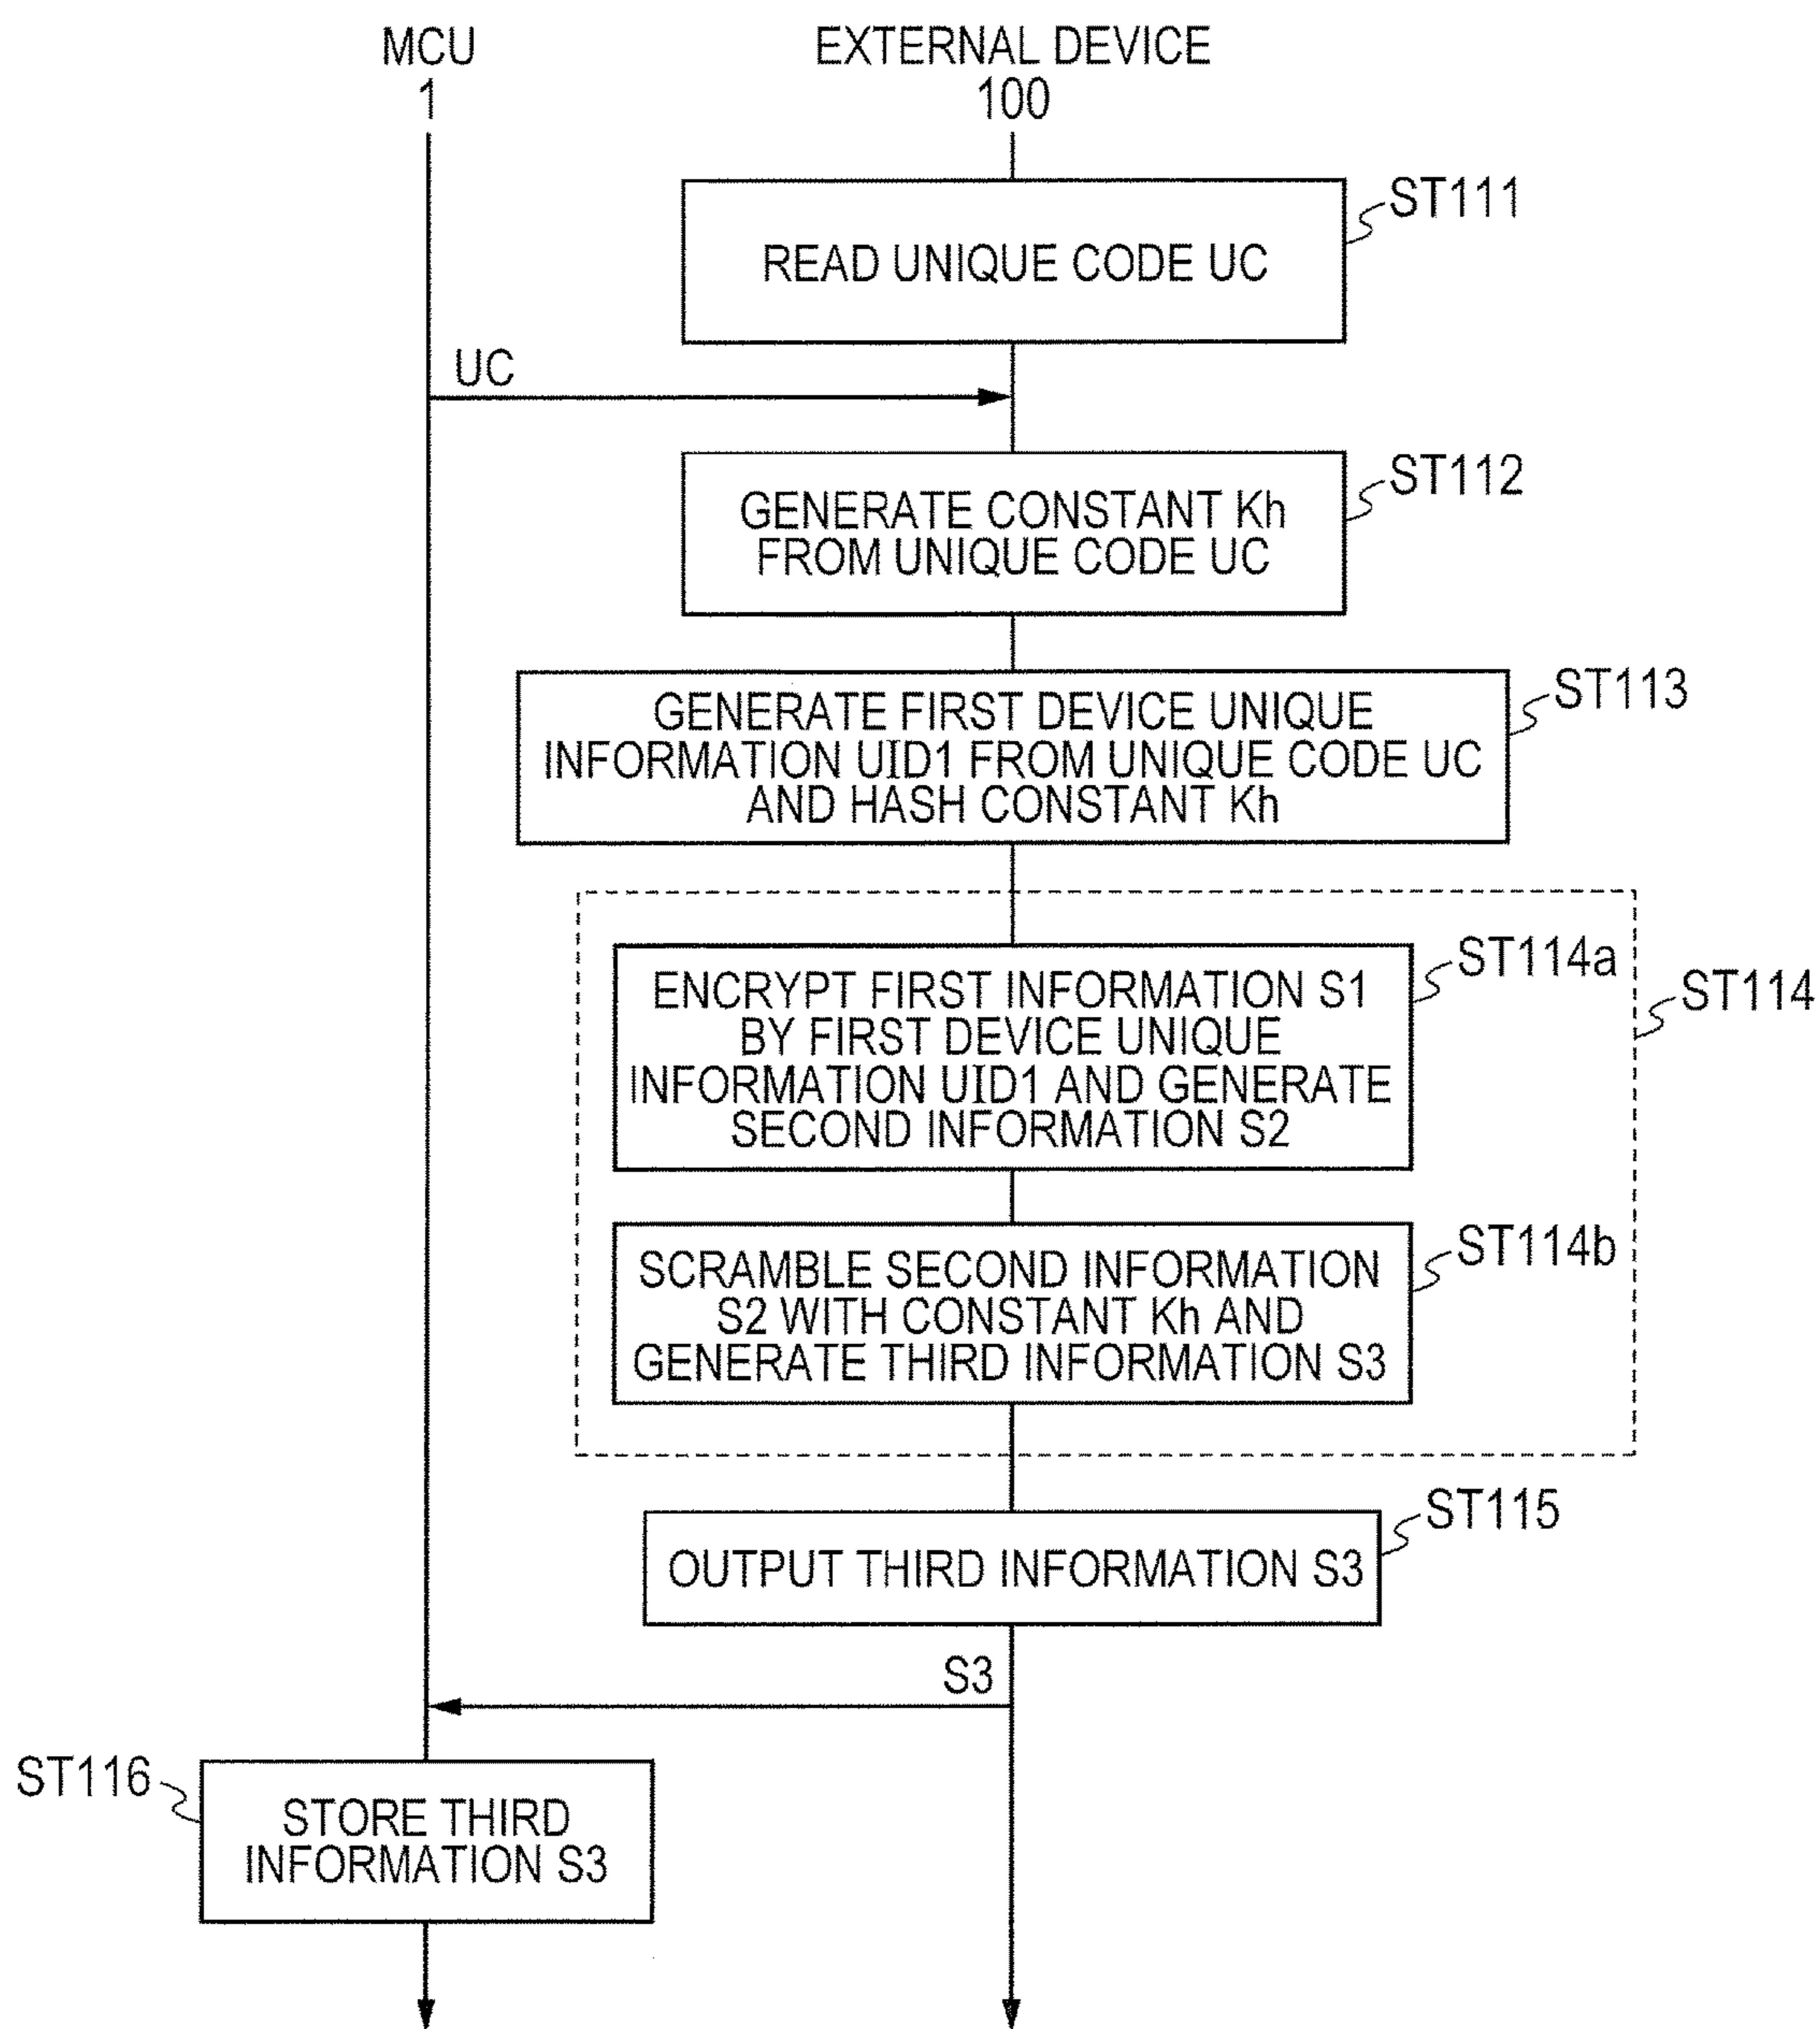 MCU
1
EXTERNAL DEVICE
100
ST111
READ UNIQUE CODE UC
UC
ST112
GENERATE CONSTANT Kh
FROM UNIQUE CODE UC
ST113
GENERATE FIRST DEVICE UNIQUE
INFORMATION UID1 FROM UNIQUE CODE UC
AND HASH CONSTANT Kh
ST114a
ST114
ENCRYPT FIRST INFORMATION S1
BY FIRST DEVICE UNIQUE
INFORMATION UID1 AND GENERATE
SECOND INFORMATION S2
ST114b
SCRAMBLE SECOND INFORMATION
S2 WITH CONSTANT Kh AND
GENERATE THIRD INFORMATION S3
ST115
OUTPUT THIRD INFORMATION S3
S3
ST116
STORE THIRD
INFORMATION S3